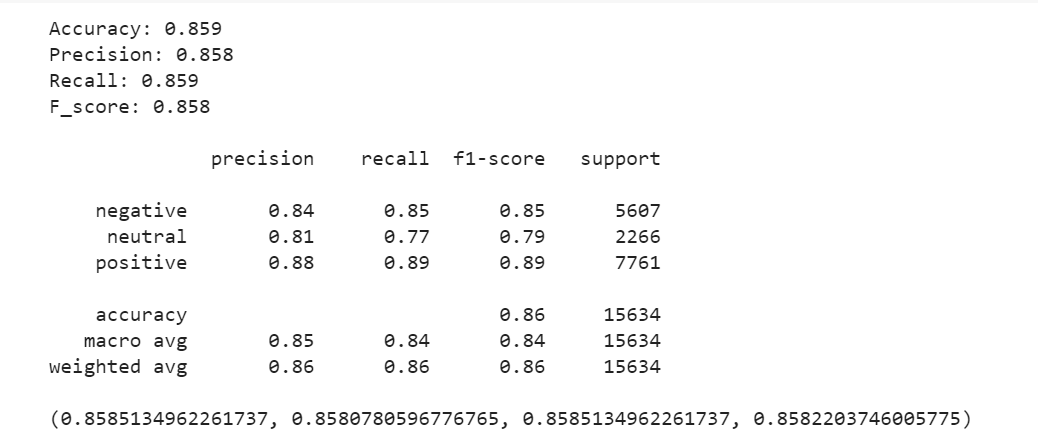 Accuracy: 0.859
Precision: 0.858
Recall: 0.859
F_score: 0.858
precision recall f1-score support
negative 0.84 0.85 0.85 5607
neutral 0.81 0.77 0.79 2266
positive 0.88 0.89 0.89 7761
accuracy 0.86 15634
macro avg 0.85 0.84 0.84 15634
weighted avg 0.86 0.86 0.86 15634
(0.8585134962261737, 0.8580780596776765, 0.8585134962261737, 0.8582203746005775)